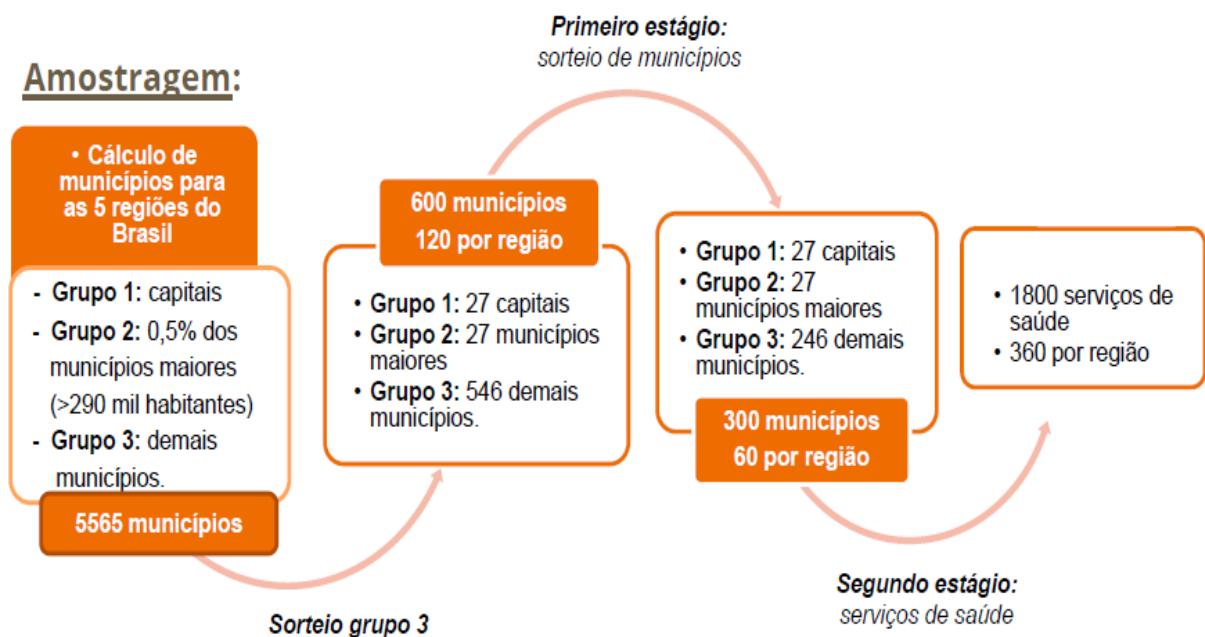 Amostragem:
• Cálculo de
municípios para
as 5 regiões do
Brasil
- Grupo 1: capitais
- Grupo 2: 0,5% dos
municípios maiores
(>290 mil habitantes)
- Grupo 3: demais
municípios.
5565 municípios
Sorteio grupo 3
600 municípios
120 por região
• Grupo 1: 27 capitais
• Grupo 2: 27 municípios
maiores
• Grupo 3: 546 demais
municípios.
Primeiro estágio:
sorteio de municípios
• Grupo 1: 27 capitais
• Grupo 2: 27
municípios maiores
• Grupo 3: 246 demais
municípios.
300 municípios
60 por região
Segundo estágio:
serviços de saúde
• 1800 serviços de
saúde
• 360 por região